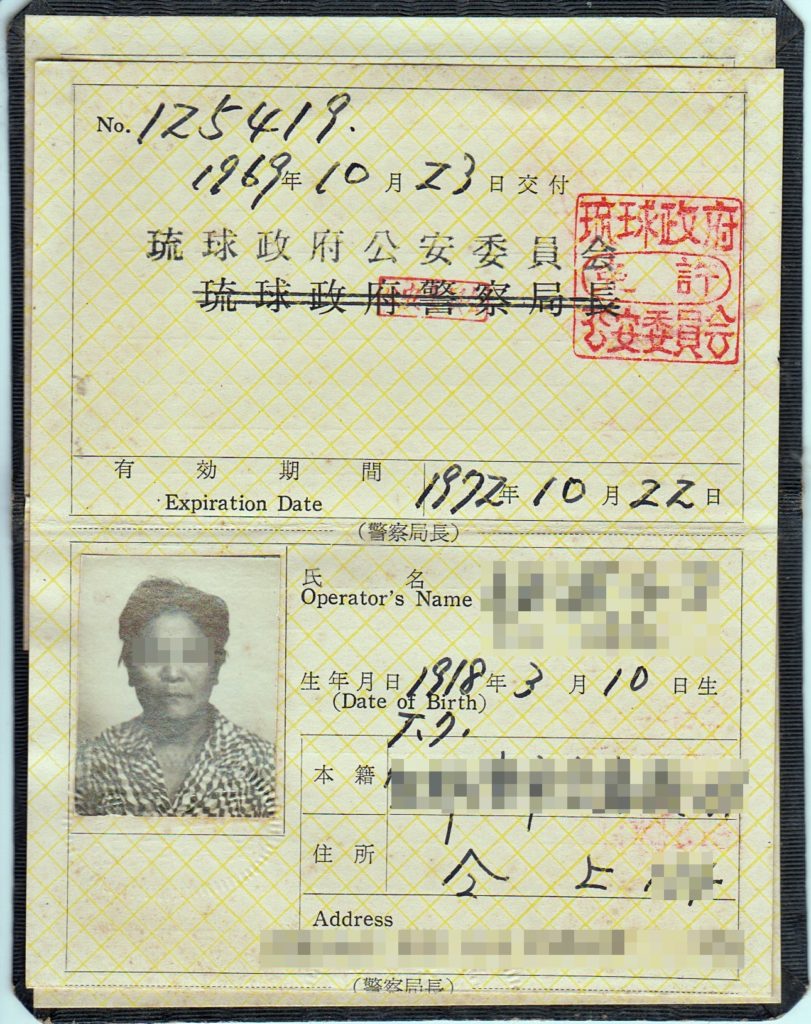 No. 125419.
1969年 10月 23日交付
琉球政府公安委員会
琉球政府警察局長
琉球政府
許
公安委員会
有効期間
Expiration Date
1972年 10月 22日
(警察局長)
氏名
Operator's Name
生年月日 1918年 3月 10日生
(Date of Birth)
T.7.
本籍
住所 仝上
Address
(警察局長)